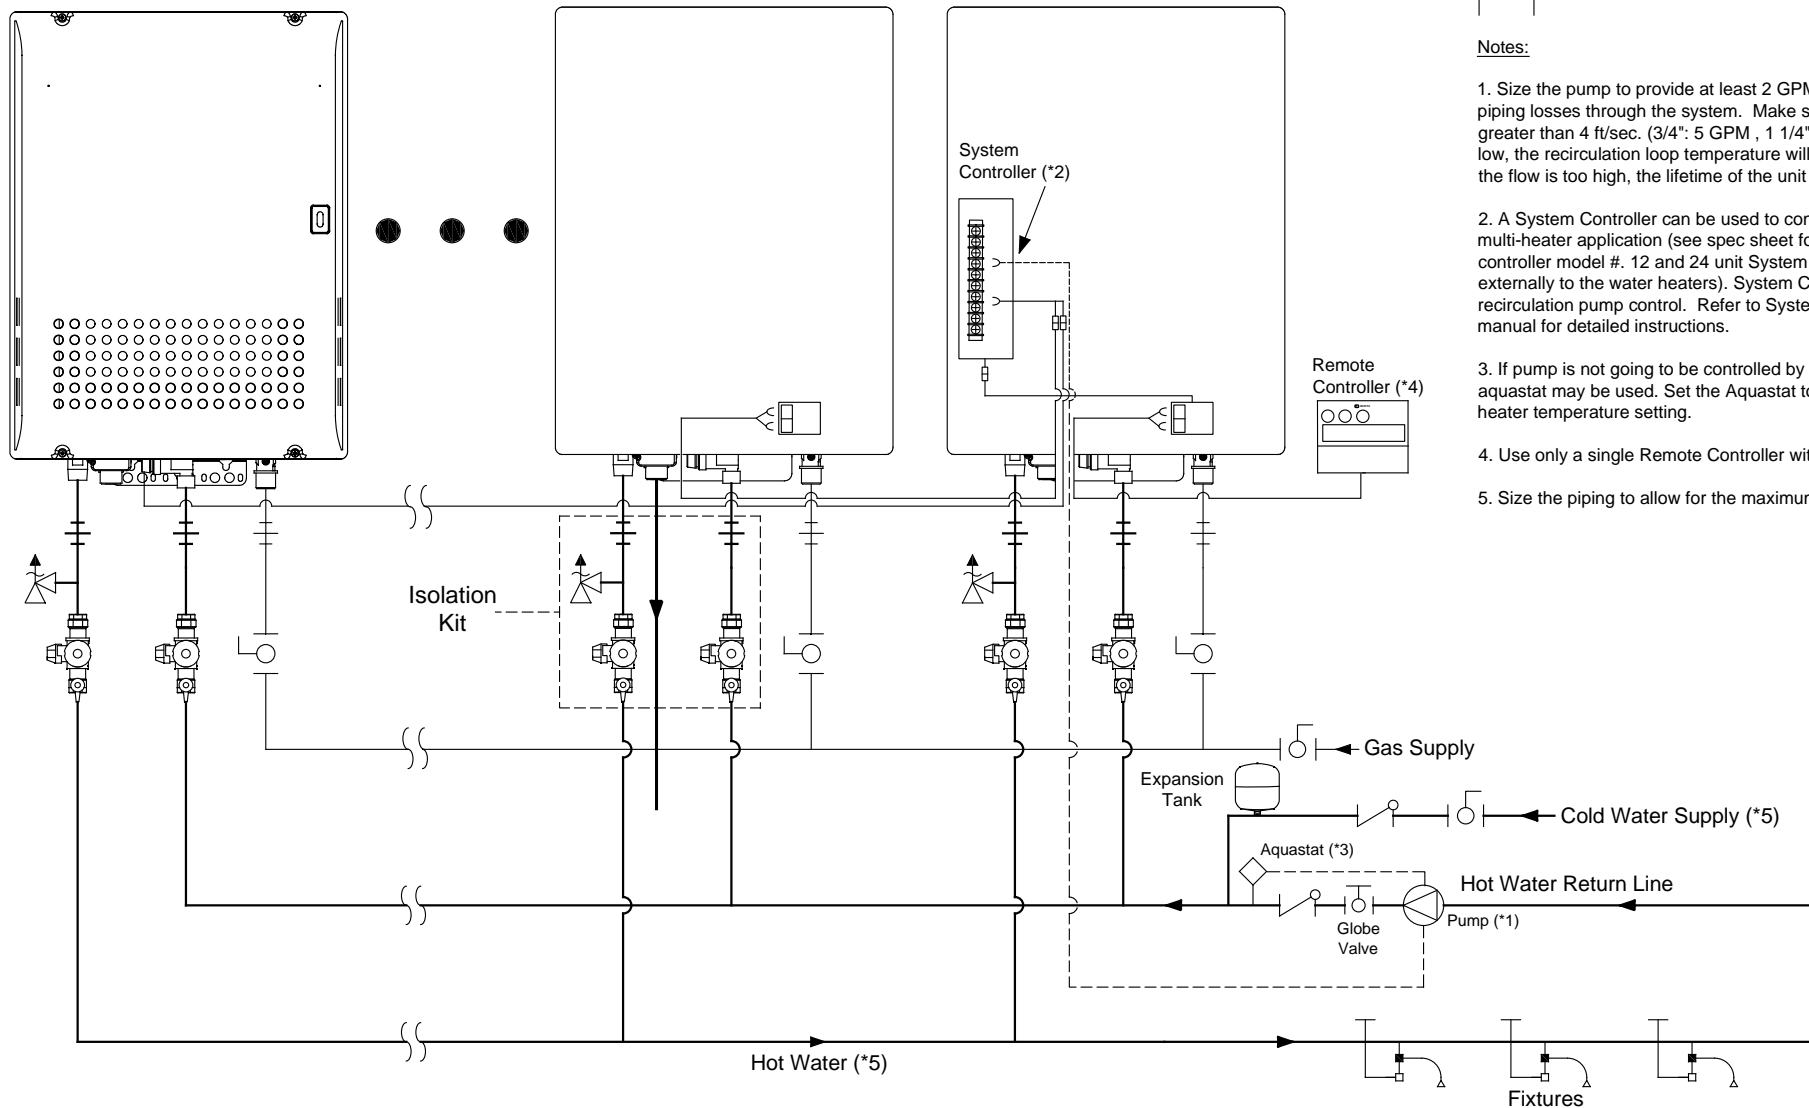 Notes:
1. Size the pump to provide at least 2 GPM
piping losses through the system.  Make s
greater than 4 ft/sec. (3/4": 5 GPM , 1 1/4"
low, the recirculation loop temperature will
the flow is too high, the lifetime of the unit
2. A System Controller can be used to con
multi-heater application (see spec sheet fo
controller model #. 12 and 24 unit System
externally to the water heaters). System C
recirculation pump control.  Refer to Syste
manual for detailed instructions.
3. If pump is not going to be controlled by
aquastat may be used. Set the Aquastat to
heater temperature setting.
4. Use only a single Remote Controller wit
5. Size the piping to allow for the maximur
System
Controller (*2)
Remote
Controller (*4)
Isolation
Kit
Gas Supply
Expansion
Tank
Cold Water Supply (*5)
Aquastat (*3)
Hot Water Return Line
Pump (*1)
Globe
Valve
Hot Water (*5)
Fixtures